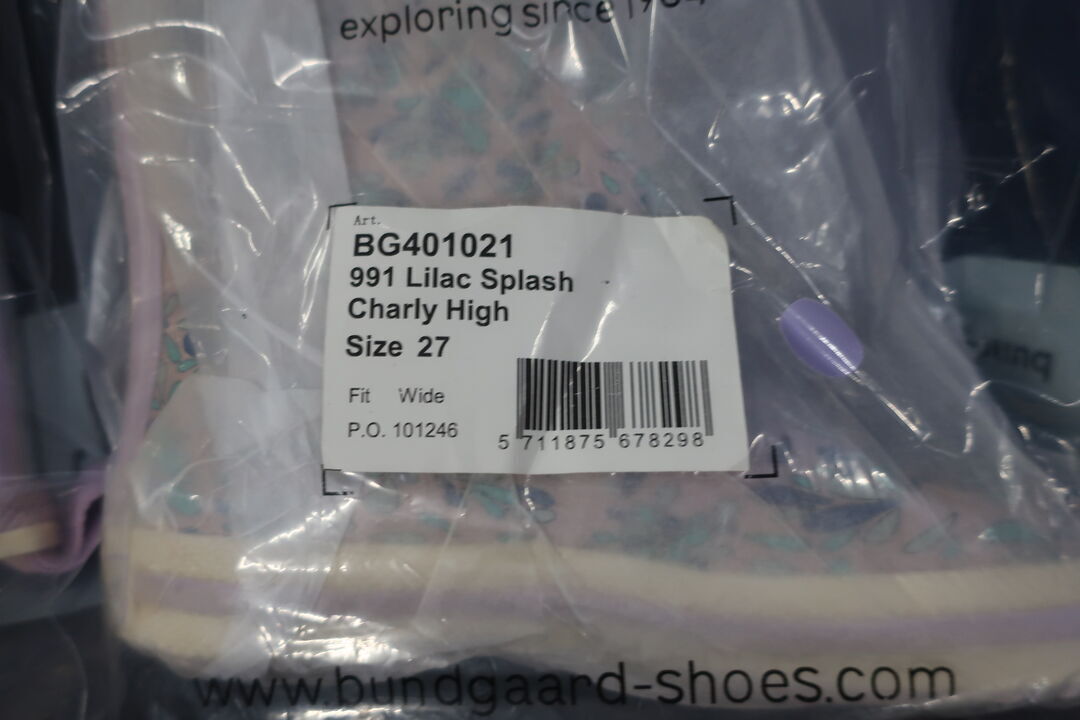 exploring since
Art.
BG401021
991 Lilac Splash
Charly High
Size 27
Fit Wide
P.O. 101246
5 711875 678298
www.bundgaard-shoes.com